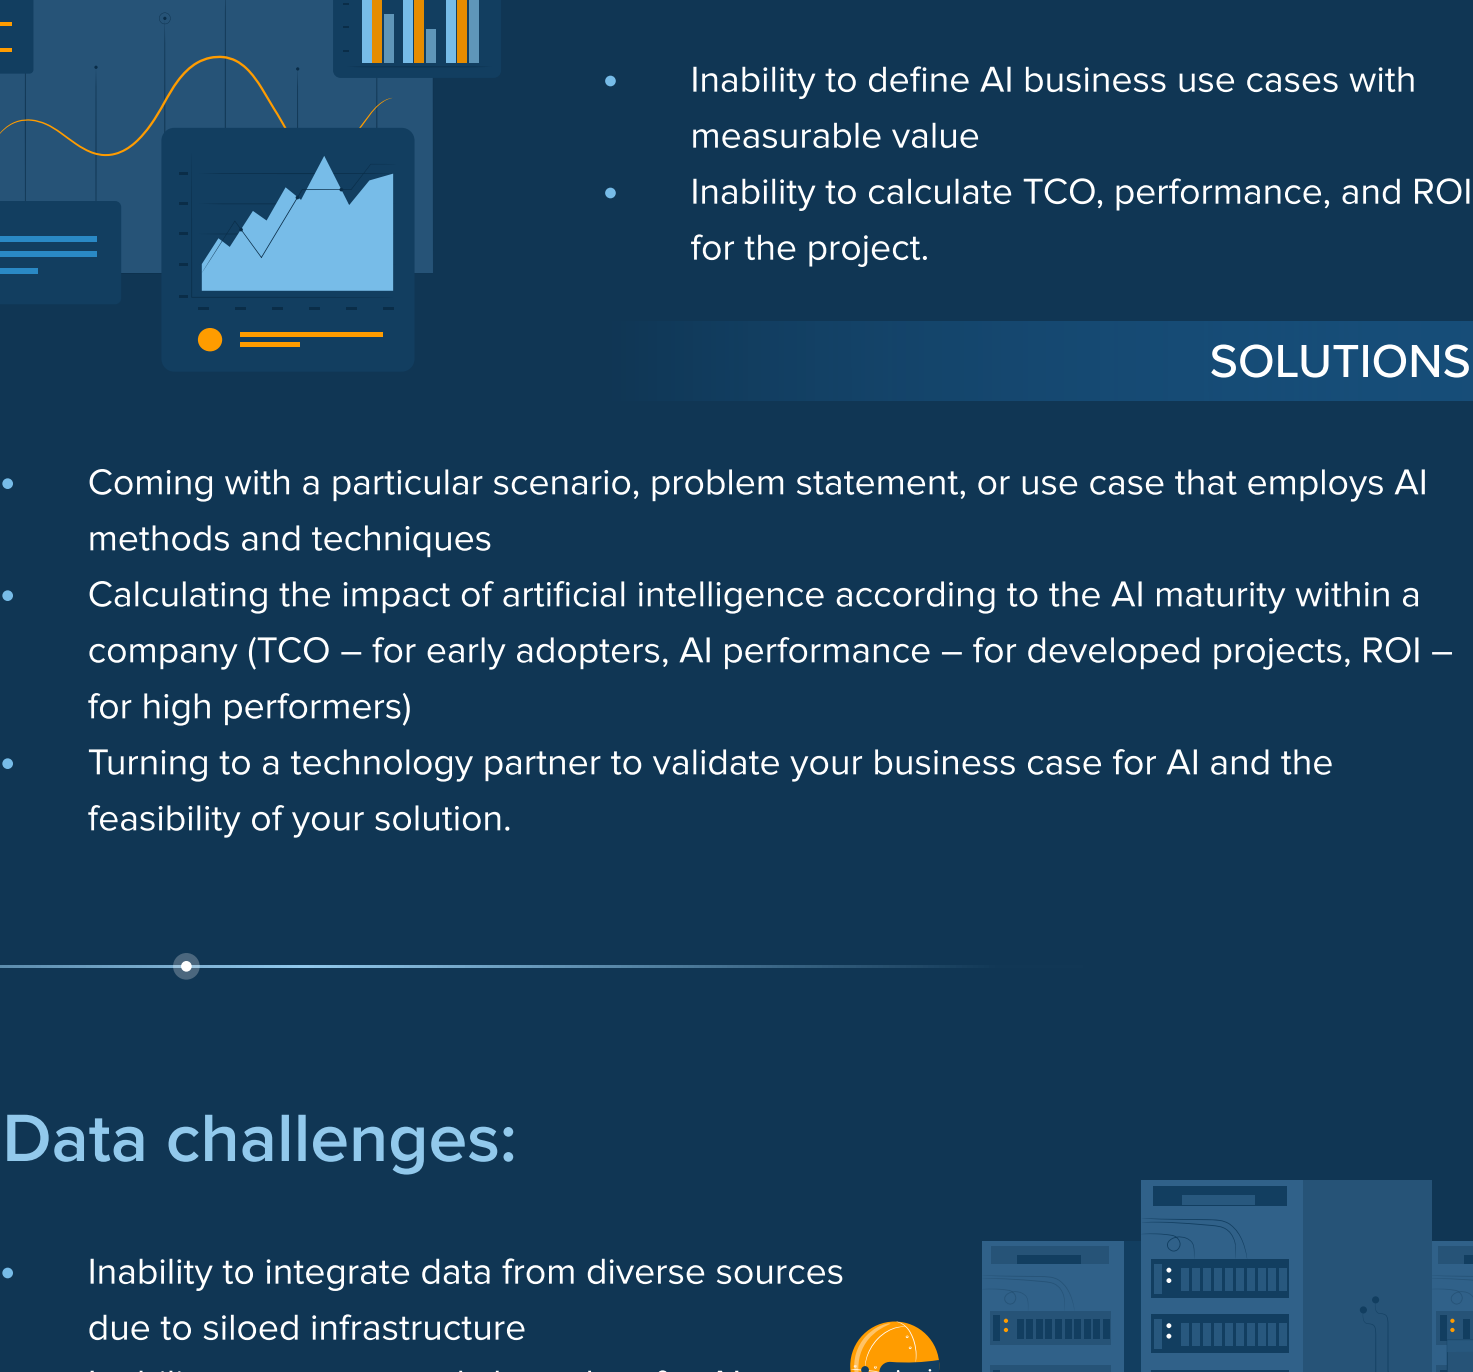 Inability to define AI business use cases with
measurable value
Inability to calculate TCO, performance, and ROI
for the project.
SOLUTIONS
Coming with a particular scenario, problem statement, or use case that employs AI
methods and techniques
Calculating the impact of artificial intelligence according to the AI maturity within a
company (TCO – for early adopters, AI performance – for developed projects, ROI –
for high performers)
Turning to a technology partner to validate your business case for AI and the
feasibility of your solution.
Data challenges:
Inability to integrate data from diverse sources
due to siloed infrastructure